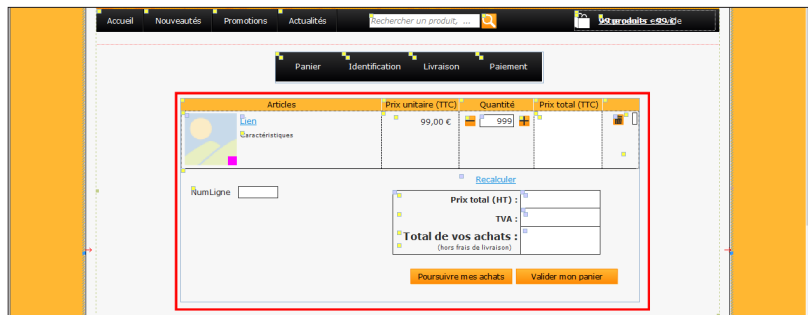 Accueil Nouveautés Promotions Actualités Rechercher un produit, ...
Panier Identification Livraison Paiement
Articles Prix unitaire (TTC) Quantité Prix total (TTC)
Lien 99,00 € 999
Caractéristiques
Recalculer
NumLigne
Prix total (HT) :
TVA :
Total de vos achats :
(hors frais de livraison)
Poursuivre mes achats Valider mon panier